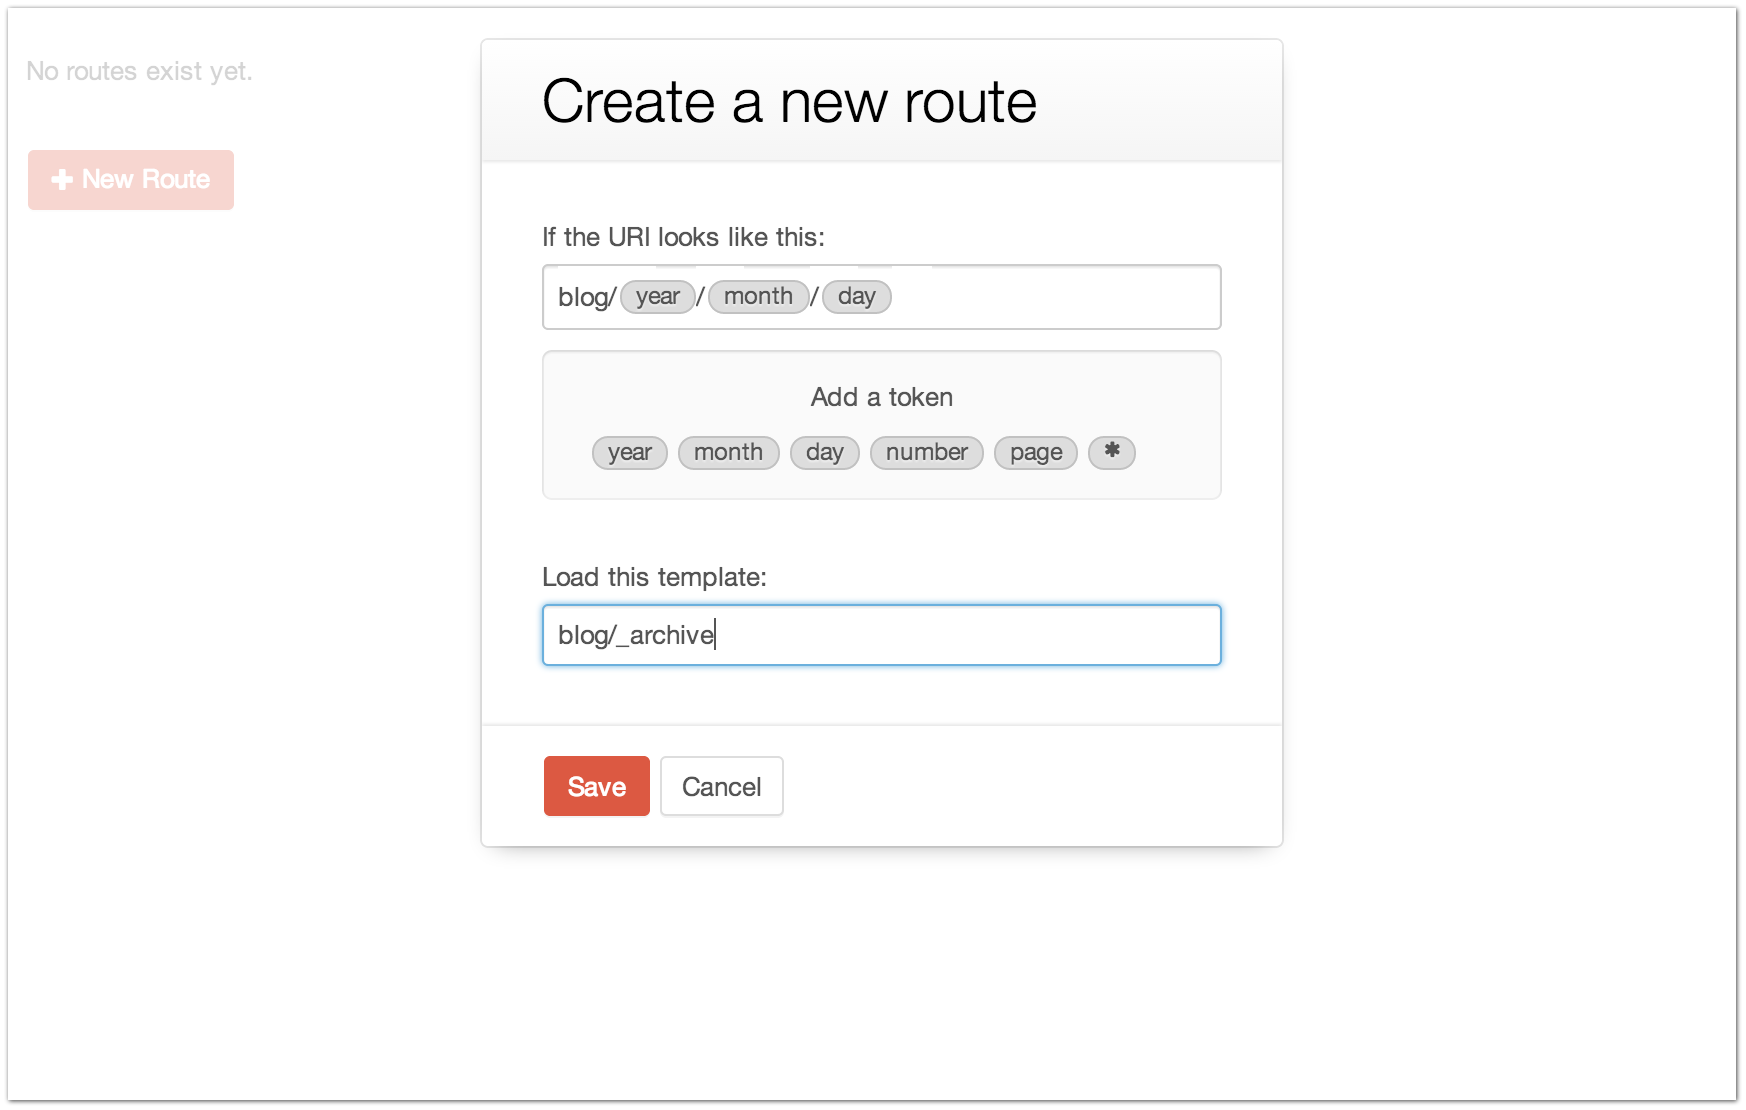 No routes exist yet.
+ New Route
Create a new route
If the URI looks like this:
blog/ year / month / day
Add a token
year month day number page *
Load this template:
blog/_archive
Save Cancel